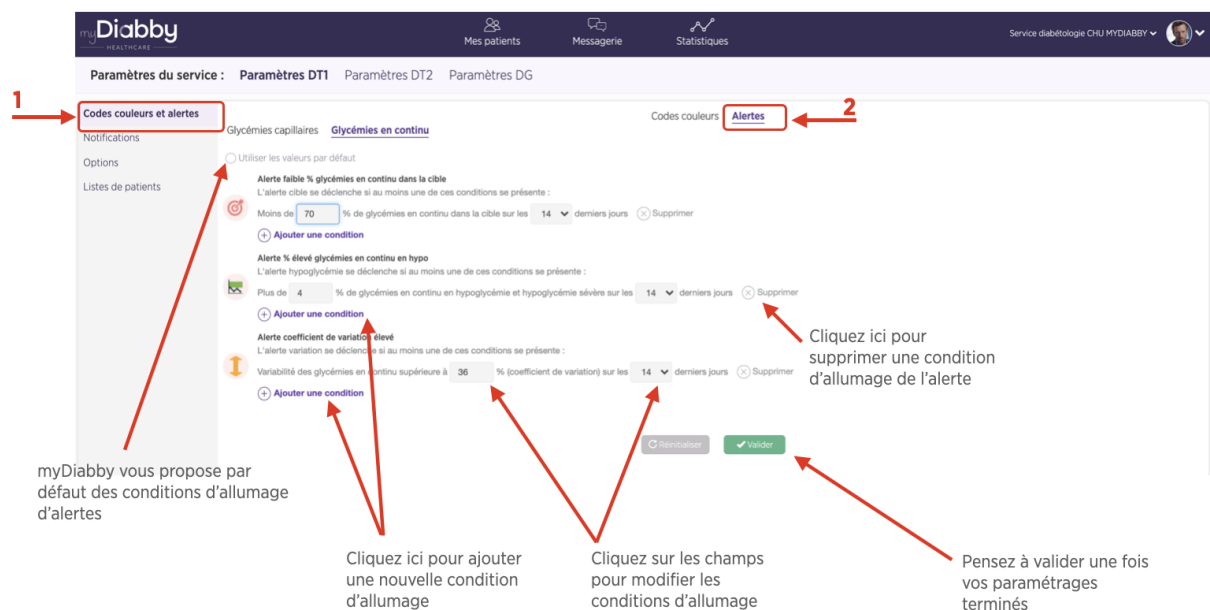 myDiabby
HEALTHCARE
Mes patients
Messagerie
Statistiques
Service diabétologie CHU MYDIABBY
Paramètres du service : Paramètres DT1 Paramètres DT2 Paramètres DG
1
Codes couleurs et alertes
Notifications
Options
Listes de patients
Codes couleurs Alertes
2
Glycémies capillaires Glycémies en continu
Utiliser les valeurs par défaut
Alerte faible % glycémies en continu dans la cible
L'alerte cible se déclenche si au moins une de ces conditions se présente :
Moins de 70 % de glycémies en continu dans la cible sur les 14 derniers jours Supprimer
Ajouter une condition
Alerte % élevé glycémies en continu en hypo
L'alerte hypoglycémie se déclenche si au moins une de ces conditions se présente :
Plus de 4 % de glycémies en continu en hypoglycémie et hypoglycémie sévère sur les 14 derniers jours Supprimer
Ajouter une condition
Alerte coefficient de variation élevé
L'alerte variation se déclenche si au moins une de ces conditions se présente :
Variabilité des glycémies en continu supérieure à 36 % (coefficient de variation) sur les 14 derniers jours Supprimer
Ajouter une condition
Cliquez ici pour
supprimer une condition
d'allumage de l'alerte
Réinitialiser
Valider
myDiabby vous propose par
défaut des conditions d'allumage
d'alertes
Cliquez ici pour ajouter
une nouvelle condition
d'allumage
Cliquez sur les champs
pour modifier les
conditions d'allumage
Pensez à valider une fois
vos paramétrages
terminés